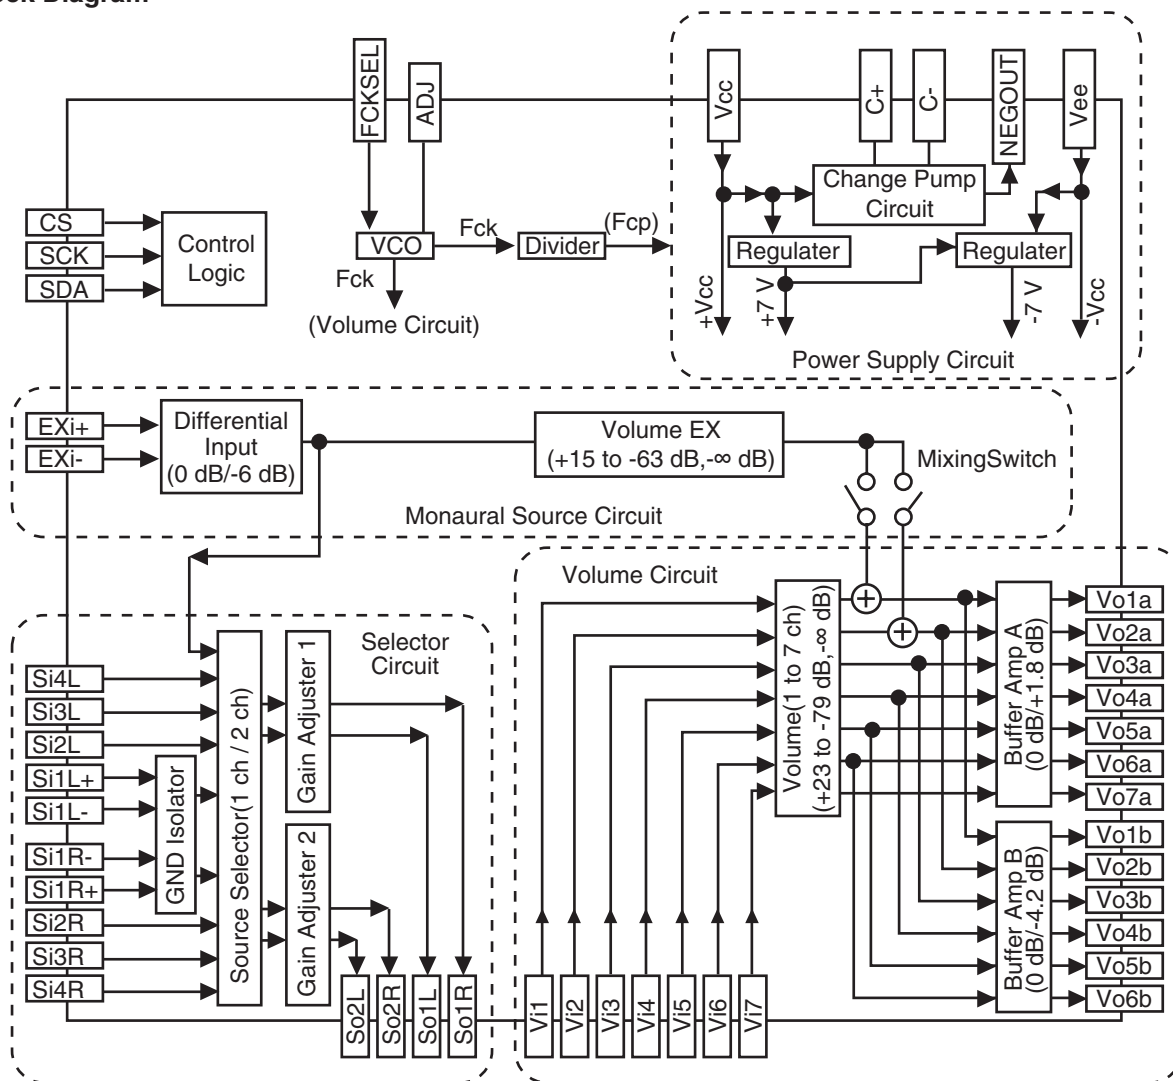 ck Diagram
FCKSEL
ADJ
Vcc
C+
C-
NEGOUT
Vee
Change Pump
Circuit
CS
SCK
SDA
Control
Logic
VCO
Fck
Divider
(Fcp)
Fck
(Volume Circuit)
Regulater
Regulater
+Vcc
+7 V
-7 V
-Vcc
Power Supply Circuit
EXi+
EXi-
Differential
Input
(0 dB/-6 dB)
Volume EX
(+15 to -63 dB,-∞ dB)
MixingSwitch
Monaural Source Circuit
Volume Circuit
Selector
Circuit
Si4L
Si3L
Si2L
Si1L+
Si1L-
Si1R-
Si1R+
Si2R
Si3R
Si4R
GND Isolator
Source Selector(1 ch / 2 ch)
Gain Adjuster 1
Gain Adjuster 2
So2L
So2R
So1L
So1R
Vi1
Vi2
Vi3
Vi4
Vi5
Vi6
Vi7
Volume(1 to 7 ch)
(+23 to -79 dB,-∞ dB)
+
+
Buffer Amp A
(0 dB/+1.8 dB)
Buffer Amp B
(0 dB/-4.2 dB)
Vo1a
Vo2a
Vo3a
Vo4a
Vo5a
Vo6a
Vo7a
Vo1b
Vo2b
Vo3b
Vo4b
Vo5b
Vo6b